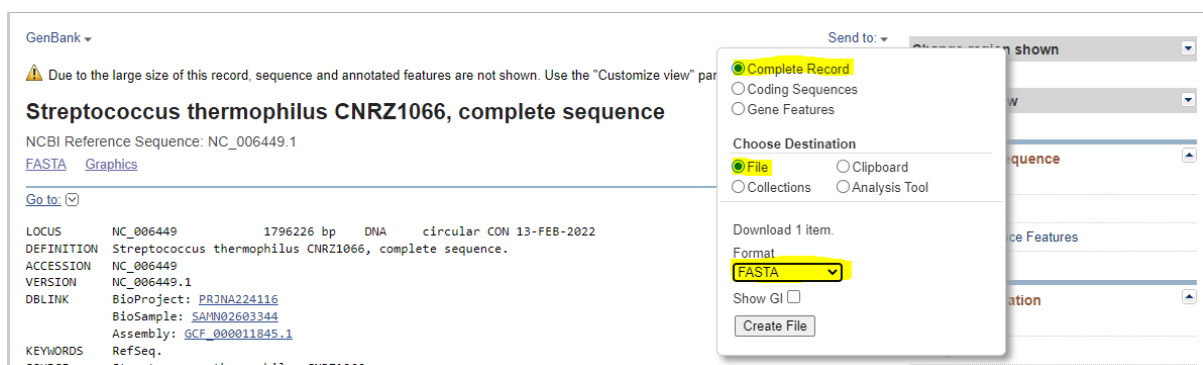 GenBank
Send to:
Due to the large size of this record, sequence and annotated features are not shown. Use the "Customize view"
Streptococcus thermophilus CNRZ1066, complete sequence
NCBI Reference Sequence: NC_006449.1
FASTA Graphics
Go to:
LOCUS NC_006449 1796226 bp DNA circular CON 13-FEB-2022
DEFINITION Streptococcus thermophilus CNRZ1066, complete sequence.
ACCESSION NC_006449
VERSION NC_006449.1
DBLINK BioProject: PRJNA224116
BioSample: SAMN02603344
Assembly: GCF_000011845.1
KEYWORDS RefSeq.
Complete Record
Coding Sequences
Gene Features
Choose Destination
File Clipboard
Collections Analysis Tool
Download 1 item.
Format
FASTA
Show GI
Create File
shown
Features